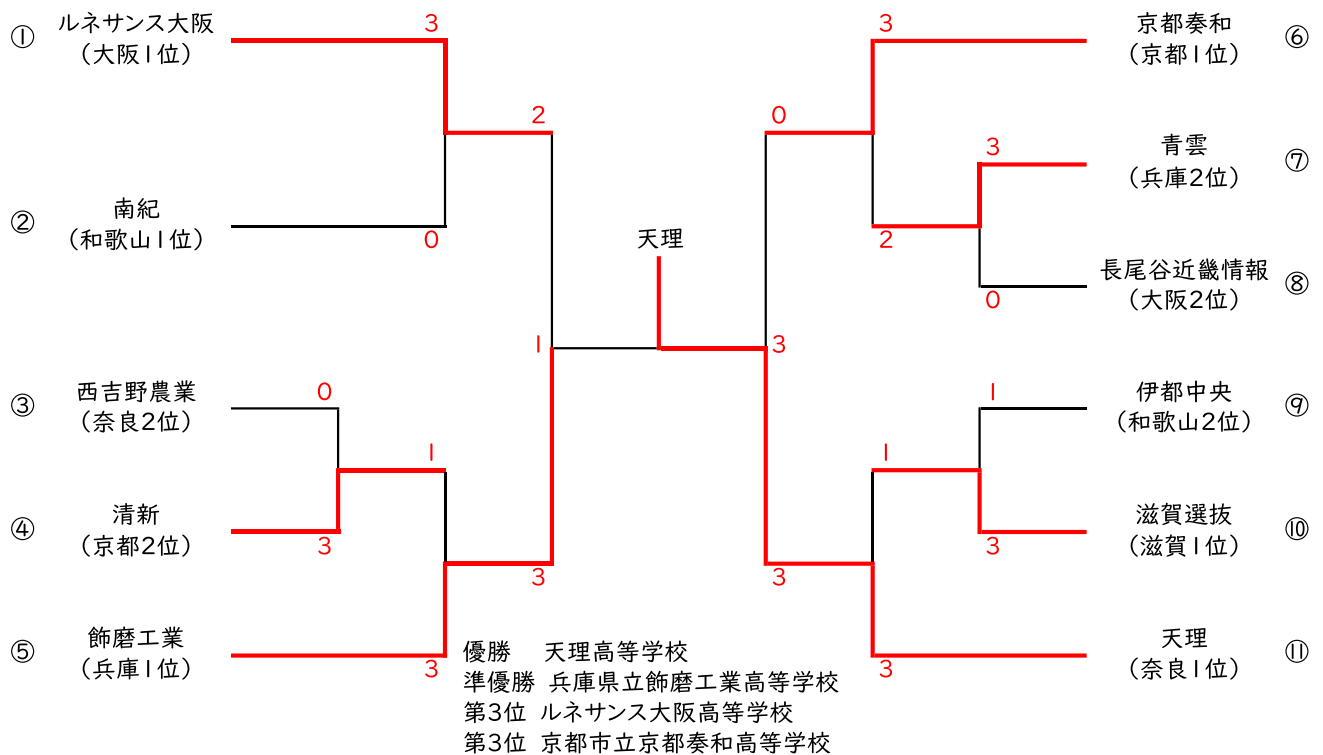 ① ルネサンス大阪
(大阪1位)
3
② 南紀
(和歌山1位)
0
2
③ 西吉野農業
(奈良2位)
0
④ 清新
(京都2位)
3
1
⑤ 飾磨工業
(兵庫1位)
3
3
1
天理
3
0
3
京都奏和 ⑥
(京都1位)
3
青雲 ⑦
(兵庫2位)
3
2
長尾谷近畿情報 ⑧
(大阪2位)
0
伊都中央 ⑨
(和歌山2位)
1
1
滋賀選抜 ⑩
(滋賀1位)
3
天理 ⑪
(奈良1位)
3
優勝 天理高等学校
準優勝 兵庫県立飾磨工業高等学校
第3位 ルネサンス大阪高等学校
第3位 京都市立京都奏和高等学校